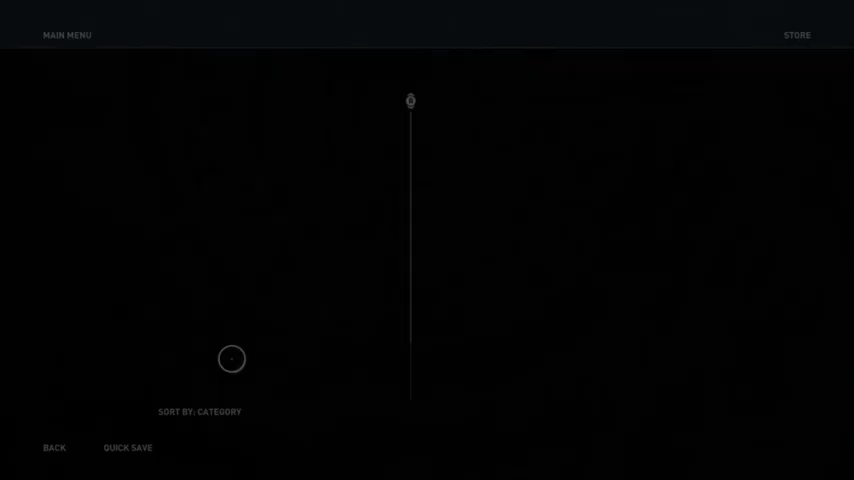 MAIN MENU
STORE
SORT BY: CATEGORY
BACK
QUICK SAVE